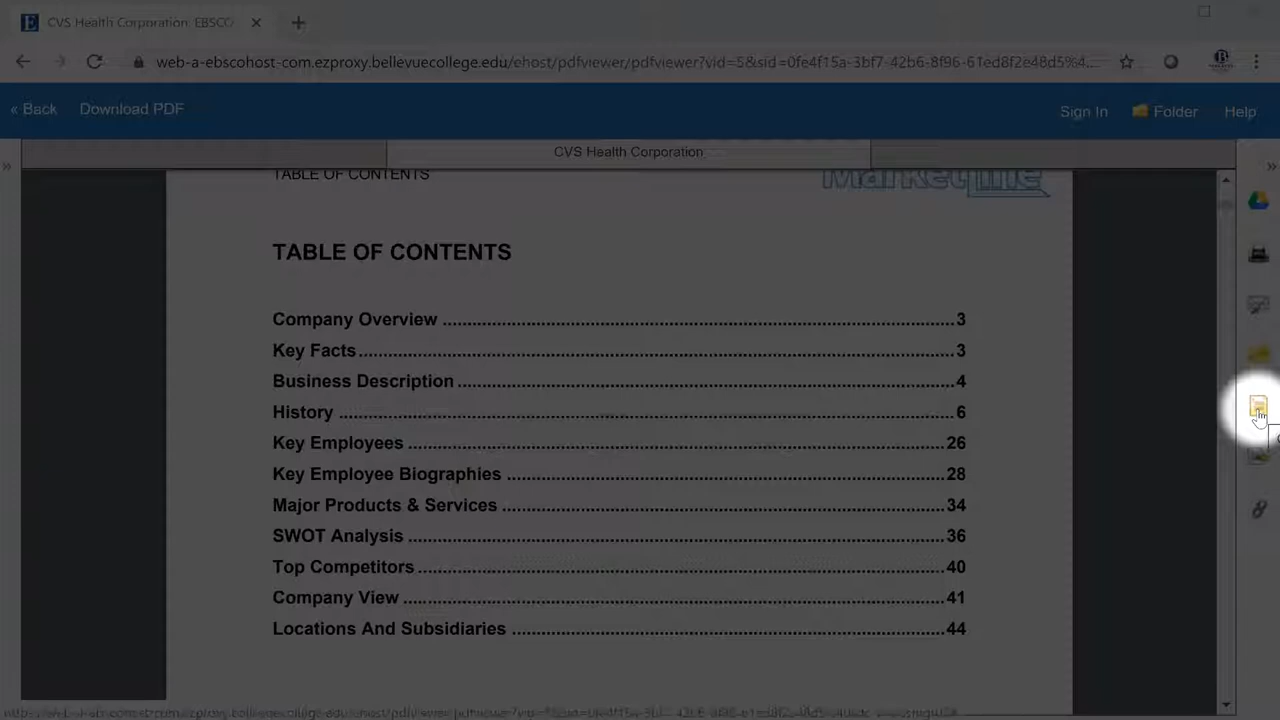 CVS Health Corporation: EBSCO
web-a-ebscohost-com.ezproxy.bellevuecollege.edu/ehost/pdfviewer/pdfviewer?vid=5&sid=0fe4f15a-3bf7-42b6-8f96-61ed8f2e48d5%4...
« Back Download PDF Sign In Folder Help
CVS Health Corporation
TABLE OF CONTENTS
MarketLine
TABLE OF CONTENTS
Company Overview 3
Key Facts 3
Business Description 4
History 6
Key Employees 26
Key Employee Biographies 28
Major Products & Services 34
SWOT Analysis 36
Top Competitors 40
Company View 41
Locations And Subsidiaries 44